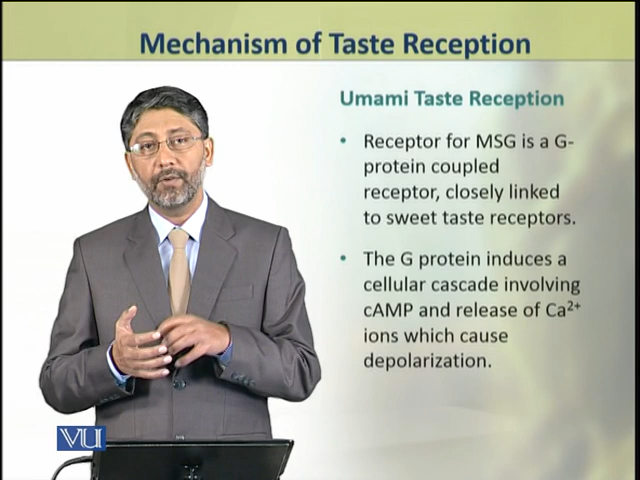 Mechanism of Taste Reception
Umami Taste Reception
• Receptor for MSG is a G-
protein coupled
receptor, closely linked
to sweet taste receptors.
• The G protein induces a
cellular cascade involving
cAMP and release of Ca²⁺
ions which cause
depolarization.
VU